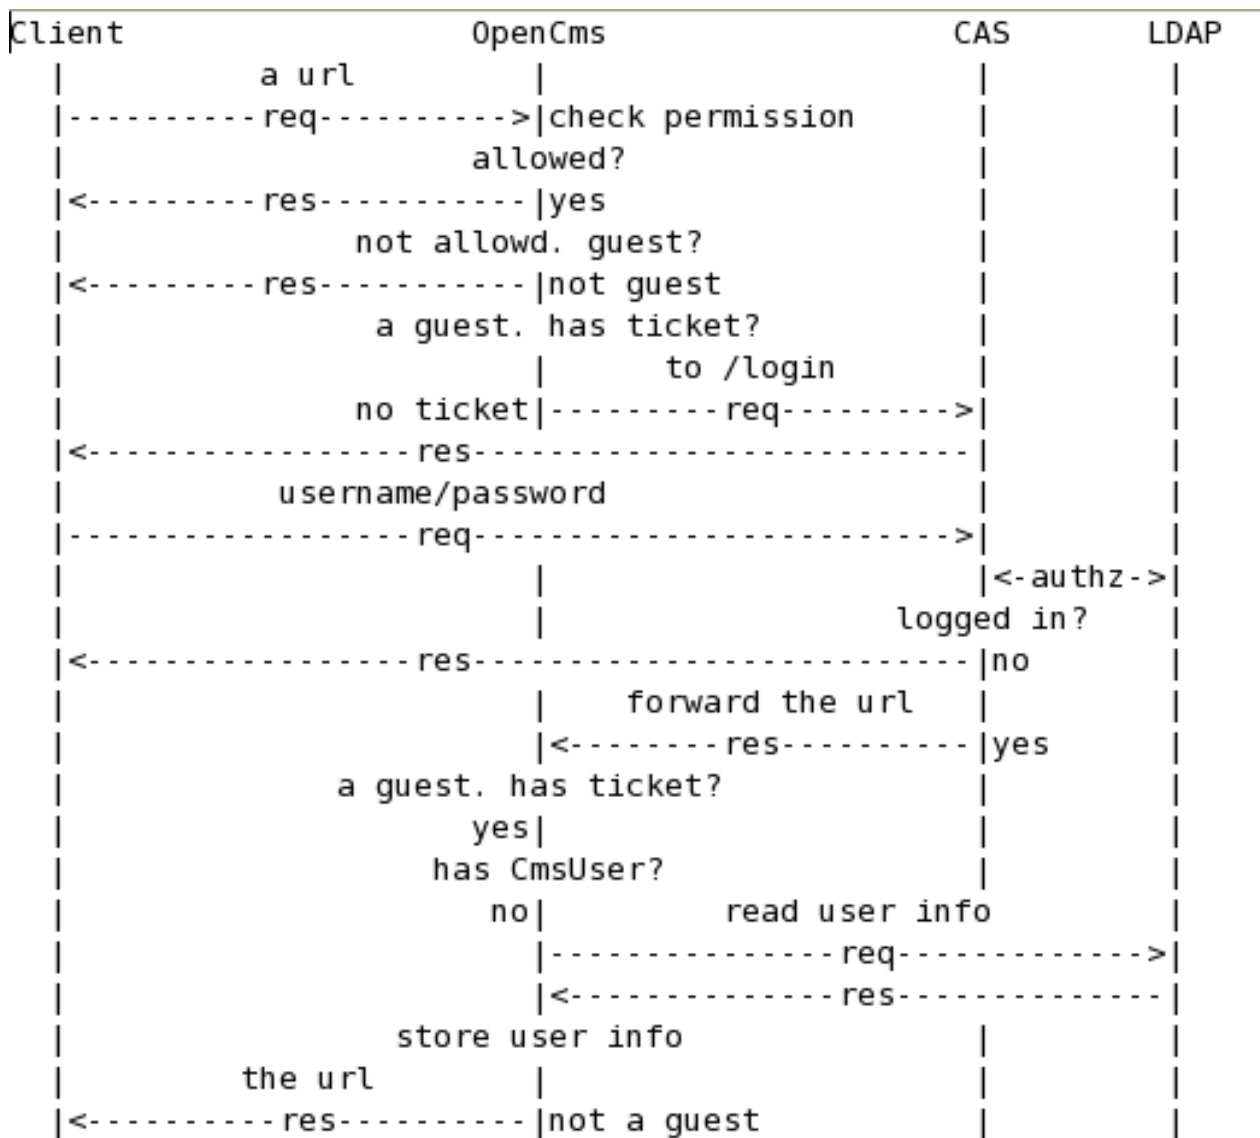 Client                  OpenCms                  CAS       LDAP
  |          a url         |                      |         |
  |----------req---------->|check permission      |         |
  |                     allowed?                  |         |
  |<---------res-----------|yes                   |         |
  |               not allowd. guest?              |         |
  |<---------res-----------|not guest             |         |
  |                a guest. has ticket?           |         |
  |                        |      to /login       |         |
  |               no ticket|---------req--------->|         |
  |<-----------------res--------------------------|         |
  |           username/password                   |         |
  |------------------req------------------------->|         |
  |                        |                      |<-authz->|
  |                        |                  logged in?    |
  |<-----------------res--------------------------|no       |
  |                        |    forward the url   |         |
  |                        |<--------res----------|yes      |
  |              a guest. has ticket?             |         |
  |                     yes|                      |         |
  |                   has CmsUser?                |         |
  |                      no|         read user info         |
  |                        |---------------req------------->|
  |                        |<--------------res--------------|
  |                 store user info               |         |
  |         the url        |                      |         |
  |<----------res----------|not a guest           |         |